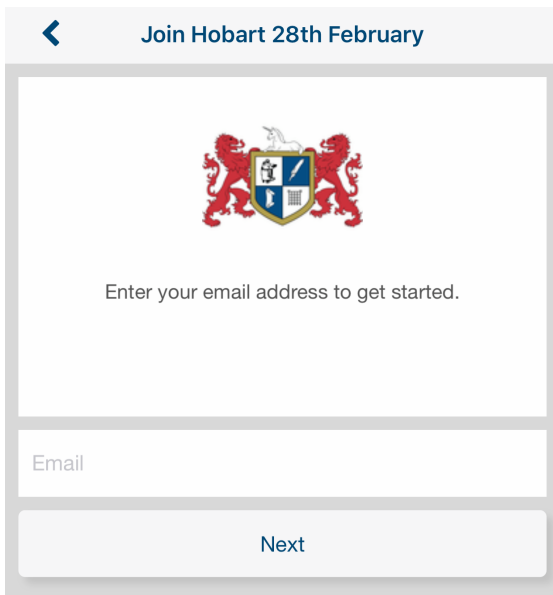 Join Hobart 28th February
Enter your email address to get started.
Email
Next